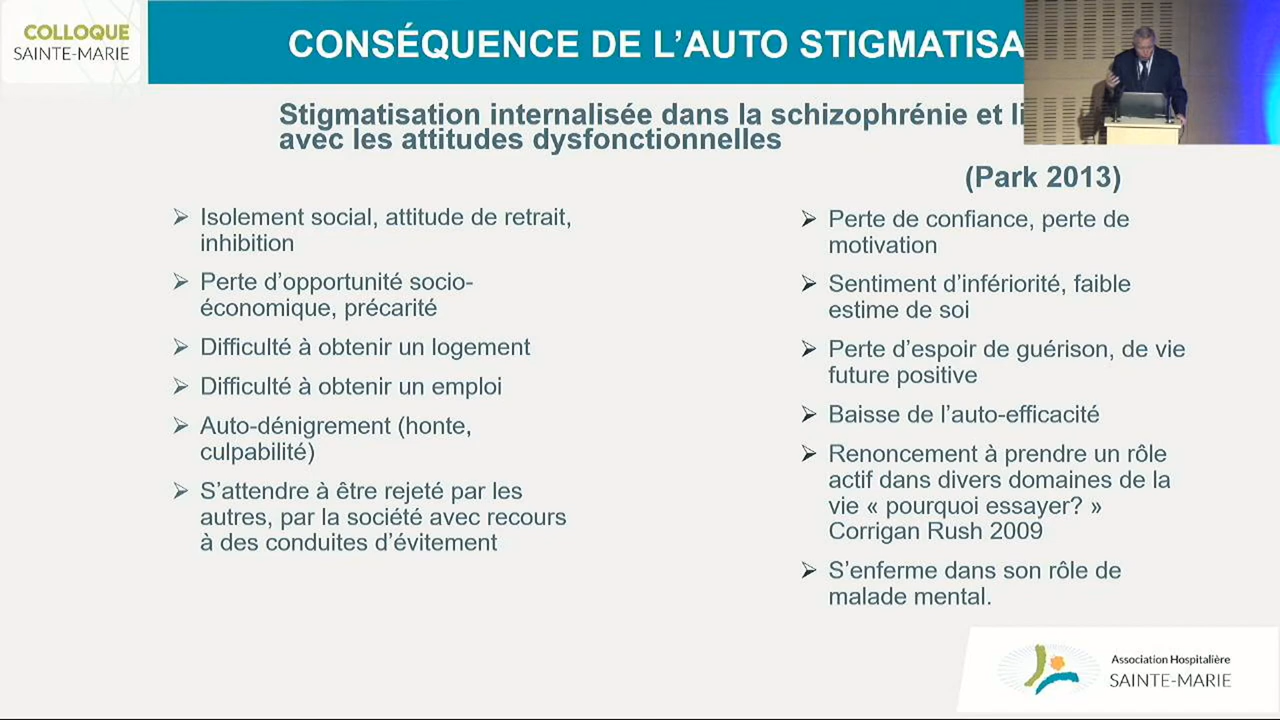 COLLOQUE
SAINTE-MARIE
CONSÉQUENCE DE L'AUTO
Stigmatisation internalisée dans la schizophrénie et
avec les attitudes dysfonctionnelles
(Park 2013)
➢ Isolement social, attitude de retrait,
inhibition
➢ Perte d'opportunité socio-
économique, précarité
➢ Difficulté à obtenir un logement
➢ Difficulté à obtenir un emploi
➢ Auto-dénigrement (honte,
culpabilité)
➢ S'attendre à être rejeté par les
autres, par la société avec recours
à des conduites d'évitement
➢ Perte de confiance, perte de
motivation
➢ Sentiment d'infériorité, faible
estime de soi
➢ Perte d'espoir de guérison, de vie
future positive
➢ Baisse de l'auto-efficacité
➢ Renoncement à prendre un rôle
actif dans divers domaines de la
vie « pourquoi essayer? »
Corrigan Rush 2009
➢ S'enferme dans son rôle de
malade mental.
Association Hospitalière
SAINTE-MARIE